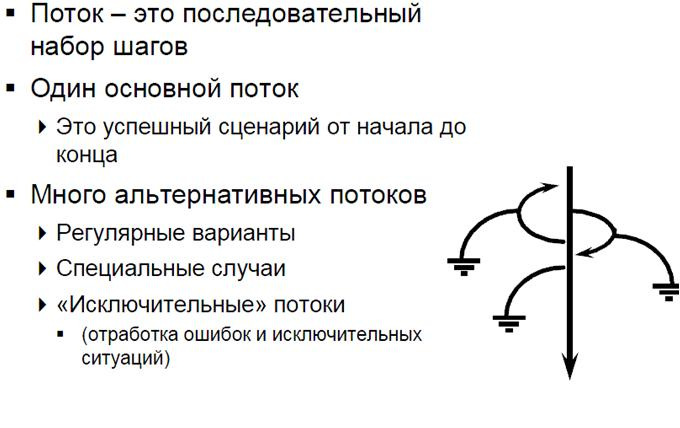 ▪ Поток – это последовательный
набор шагов
▪ Один основной поток
Это успешный сценарий от начала до
конца
▪ Много альтернативных потоков
Регулярные варианты
Специальные случаи
«Исключительные» потоки
▪ (отработка ошибок и исключительных
ситуаций)